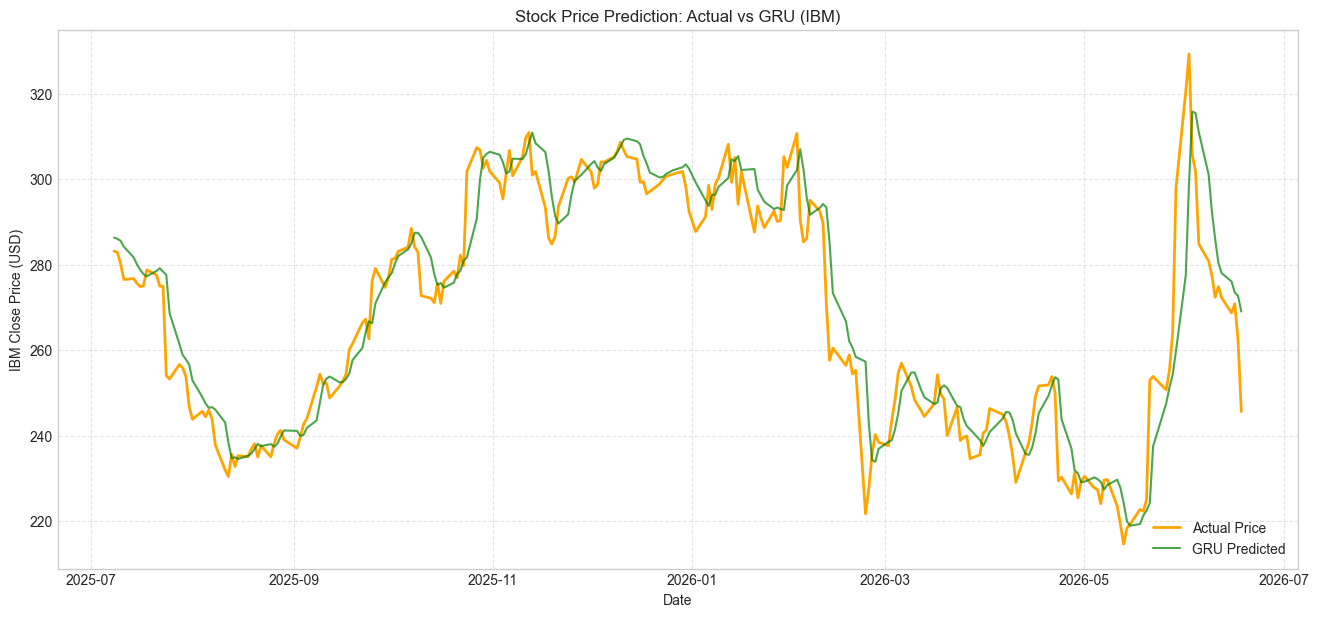 Stock Price Prediction: Actual vs GRU (IBM)
IBM Close Price (USD)
320
300
280
260
240
220
Actual Price
GRU Predicted
2025-07
2025-09
2025-11
2026-01
2026-03
2026-05
2026-07
Date